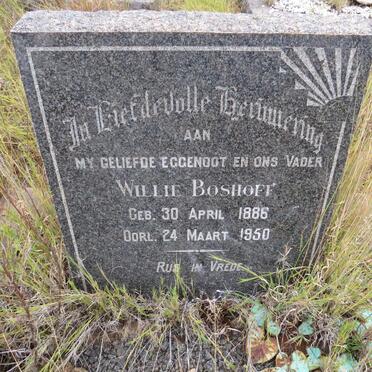 In Liefdevolle Herinnering
AAN
MY GELIEFDE EGGENOOT EN ONS VADER
WILLIE BOSHOFF
GEB. 30 APRIL 1886
OORL. 24 MAART 1950
RUS IN VREDE